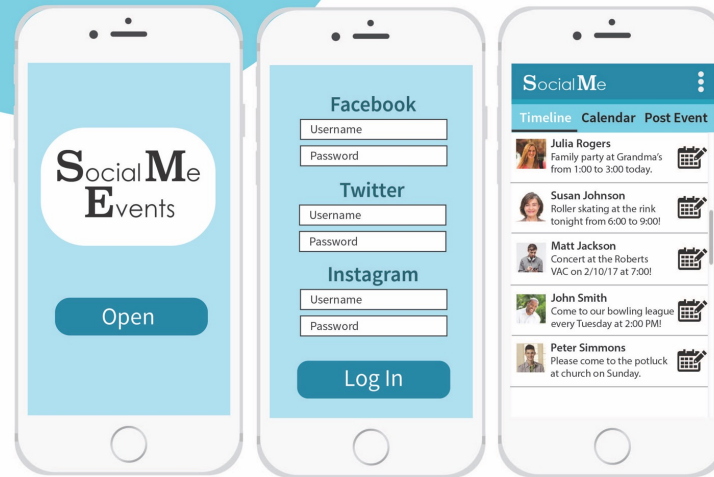 Social Me
Events
Open
Facebook
Username
Password
Twitter
Username
Password
Instagram
Username
Password
Log In
Social Me
Timeline Calendar Post Event
Julia Rogers
Family party at Grandma's
from 1:00 to 3:00 today.
Susan Johnson
Roller skating at the rink
tonight from 6:00 to 9:00!
Matt Jackson
Concert at the Roberts
VAC on 2/10/17 at 7:00!
John Smith
Come to our bowling league
every Tuesday at 2:00 PM!
Peter Simmons
Please come to the potluck
at church on Sunday.